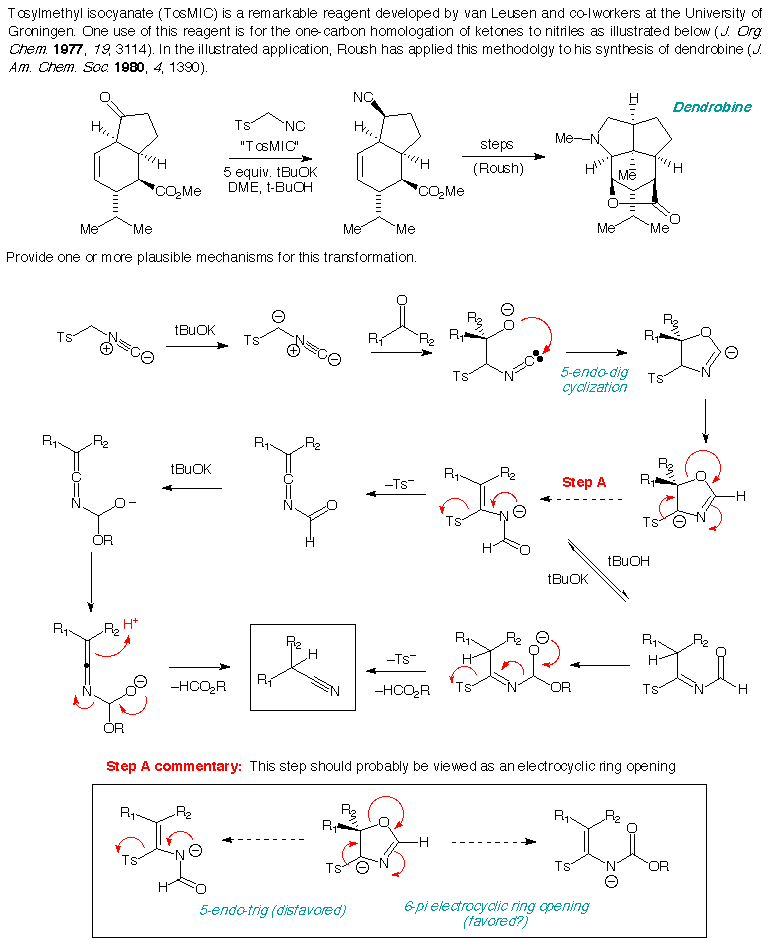 Tosylmethyl isocyanate (TosMIC) is a remarkable reagent developed by van Leusen and co-lworkers at the University of
Groningen. One use of this reagent is for the one-carbon homologation of ketones to nitriles as illustrated below (J. Org.
Chem. 1977, 19, 3114). In the illustrated application, Roush has applied this methodolgy to his synthesis of dendrobine (J.
Am. Chem. Soc. 1980, 4, 1390).
O
H
H
CO2Me
Me Me
Ts NC
"TosMIC"
5 equiv. tBuOK
DME, t-BuOH
NC
H
H
CO2Me
Me Me
steps
(Roush)
Dendrobine
H
Me N
H H
Me
O O
Me Me
Provide one or more plausible mechanisms for this transformation.
Ts N ⊕ C ⊖
tBuOK
⊖
Ts N ⊕ C ⊖
O
R1 R2
R2 ⊖
R1 O
Ts N C
5-endo-dig
cyclization
R2
R1 O
Ts N ⊖
R1 R2
C
N O−
OR
tBuOK
R1 R2
C
N O
H
–Ts−
R1 R2
Ts N ⊖
H O
Step A
R2
R1 O
H
Ts ⊖ N
tBuOH
tBuOK
R1 R2 H+
N O ⊖
OR
–HCO2R
R2
H
R1 N
–Ts−
–HCO2R
R1 R2 ⊖
H O
Ts N OR
R1 R2
H O
Ts N H
Step A commentary: This step should probably be viewed as an electrocyclic ring opening
R1 R2
Ts N ⊖
H O
R2
R1 O
H
Ts ⊖ N
R1 R2
O
Ts N OR
⊖
5-endo-trig (disfavored)
6-pi electrocyclic ring opening
(favored?)